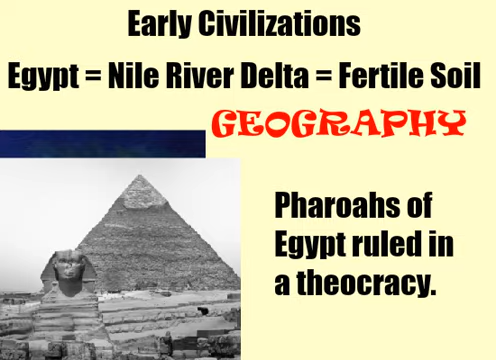 Early Civilizations
Egypt = Nile River Delta = Fertile Soil
GEOGRAPHY
Pharoahs of
Egypt ruled in
a theocracy.